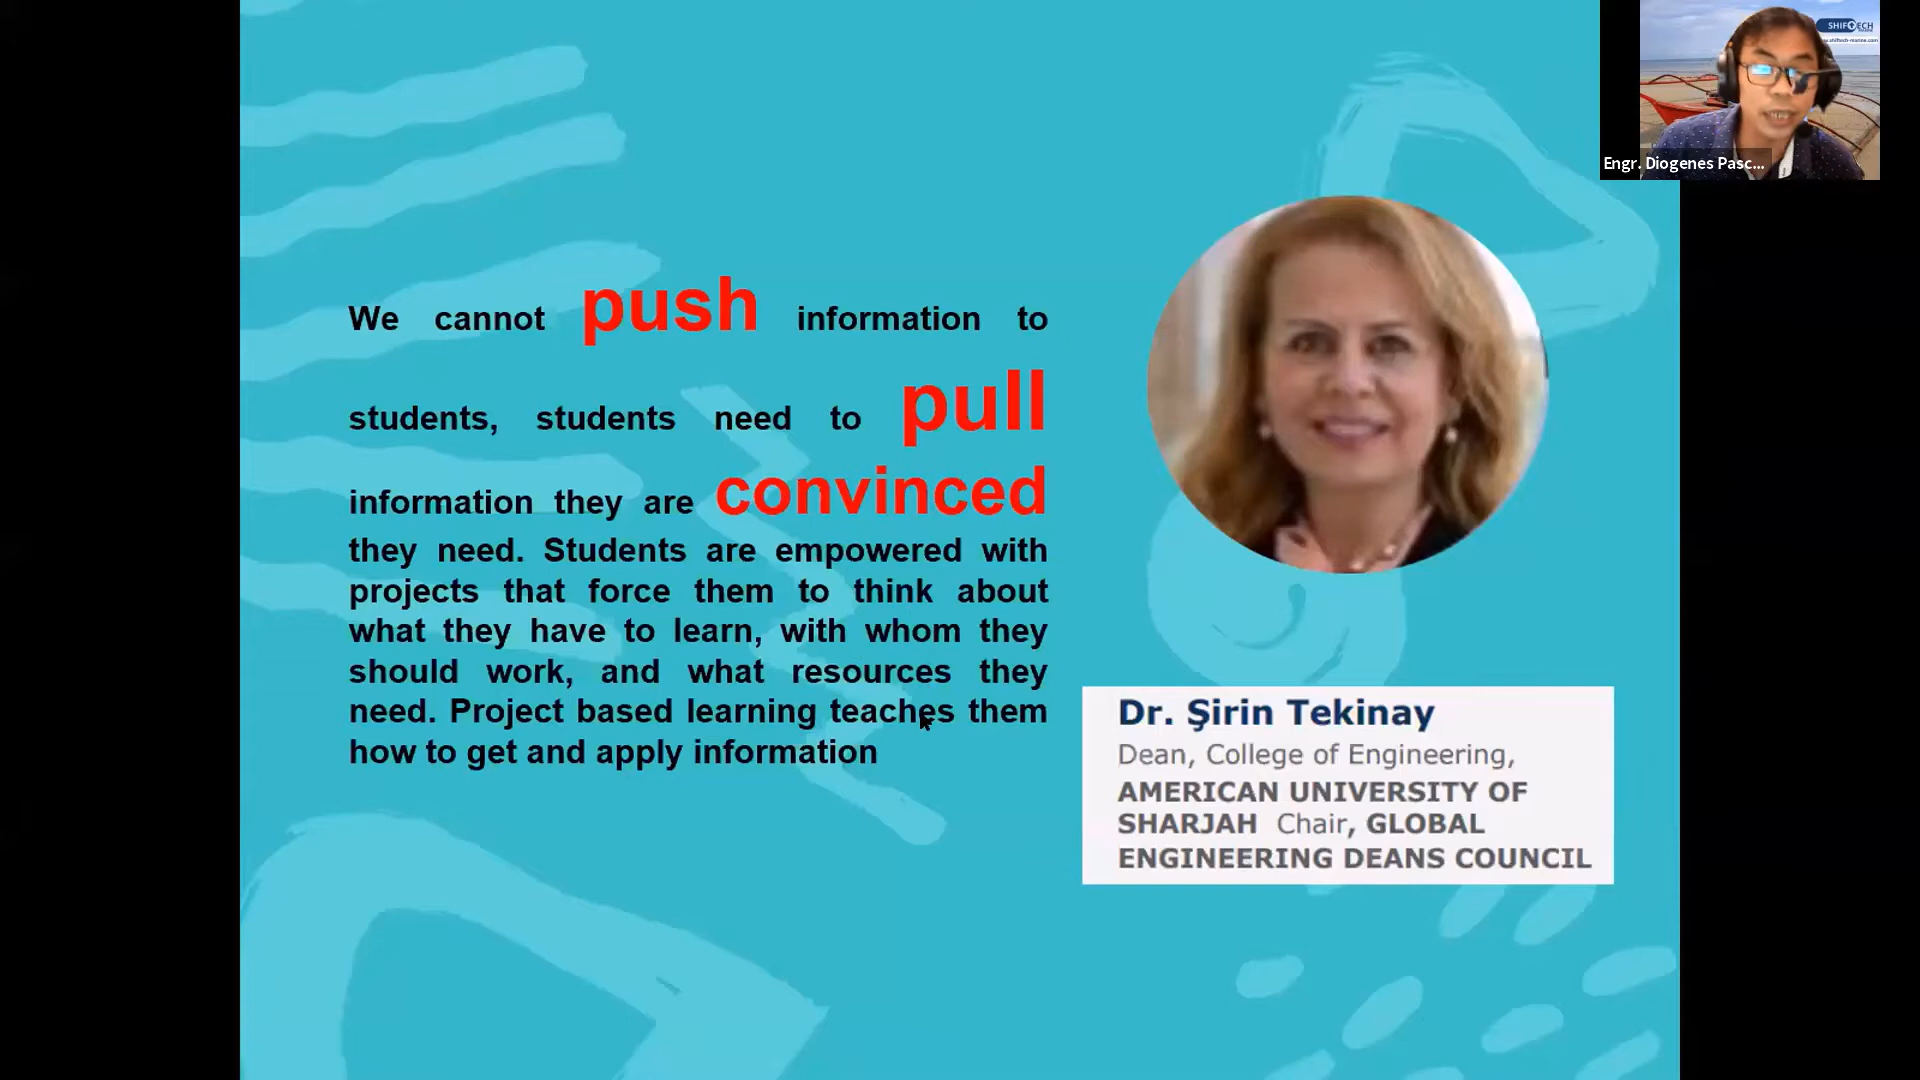 We cannot push information to
students, students need to pull
information they are convinced
they need. Students are empowered with
projects that force them to think about
what they have to learn, with whom they
should work, and what resources they
need. Project based learning teaches them
how to get and apply information
Dr. Şirin Tekinay
Dean, College of Engineering,
AMERICAN UNIVERSITY OF
SHARJAH Chair, GLOBAL
ENGINEERING DEANS COUNCIL
Engr. Diogenes Pasc...
SHIFTECH